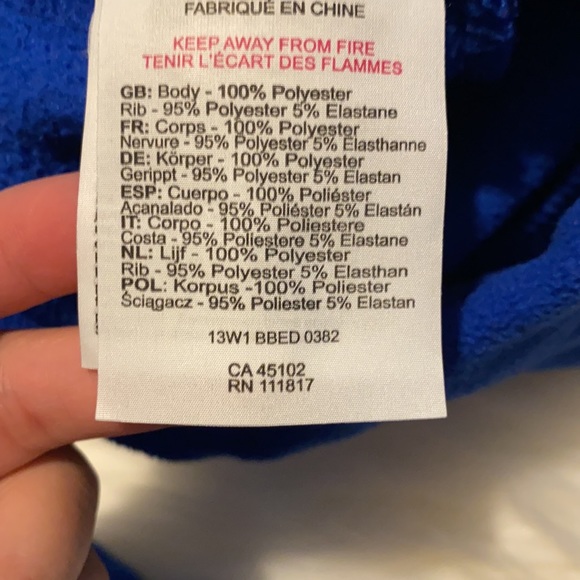 FABRIQUÉ EN CHINE
KEEP AWAY FROM FIRE
TENIR L'ÉCART DES FLAMMES
GB: Body - 100% Polyester
Rib - 95% Polyester 5% Elastane
FR: Corps - 100% Polyester
Nervure - 95% Polyester 5% Elasthanne
DE: Körper - 100% Polyester
Gerippt - 95% Polyester 5% Elastan
ESP: Cuerpo - 100% Poliéster
Acanalado - 95% Poliéster 5% Elastán
IT: Corpo - 100% Poliestere
Costa - 95% Poliestere 5% Elastane
NL: Lijf - 100% Polyester
Rib - 95% Polyester 5% Elasthan
POL: Korpus -100% Poliester
Ściągacz - 95% Poliester 5% Elastan
13W1 BBED 0382
CA 45102
RN 111817